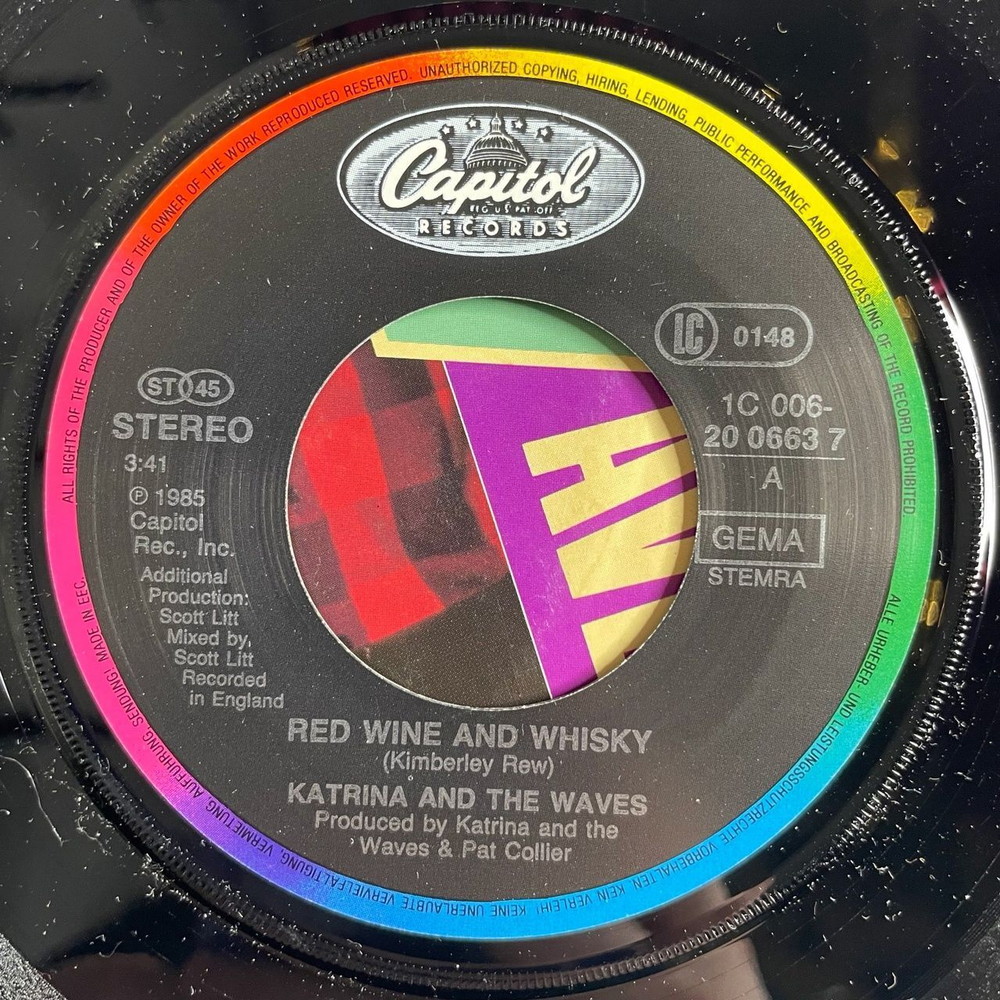 ALL RIGHTS OF THE PRODUCER AND OF THE OWNER OF THE WORK REPRODUCED RESERVED. UNAUTHORIZED COPYING, HIRING, LENDING, PUBLIC PERFORMANCE AND BROADCASTING OF THE RECORD PROHIBITED.
Capitol
REG. U.S. PAT. OFF.
RECORDS
LC 0148
ST 45
STEREO
3:41
℗ 1985
Capitol
Rec., Inc.
Additional
Production:
Scott Litt
Mixed by
Scott Litt
Recorded
in England
1C 006-
20 0663 7
A
GEMA
STEMRA
RED WINE AND WHISKY
(Kimberley Rew)
KATRINA AND THE WAVES
Produced by Katrina and the
Waves & Pat Collier
ALLE URHEBER- UND LEISTUNGSSCHUTZRECHTE VORBEHALTEN KEIN VERLEIH! KEINE UNERLAUBTE VERVIELFÄLTIGUNG, VERMIETUNG, AUFFÜHRUNG, SENDUNG! MADE IN EEC.